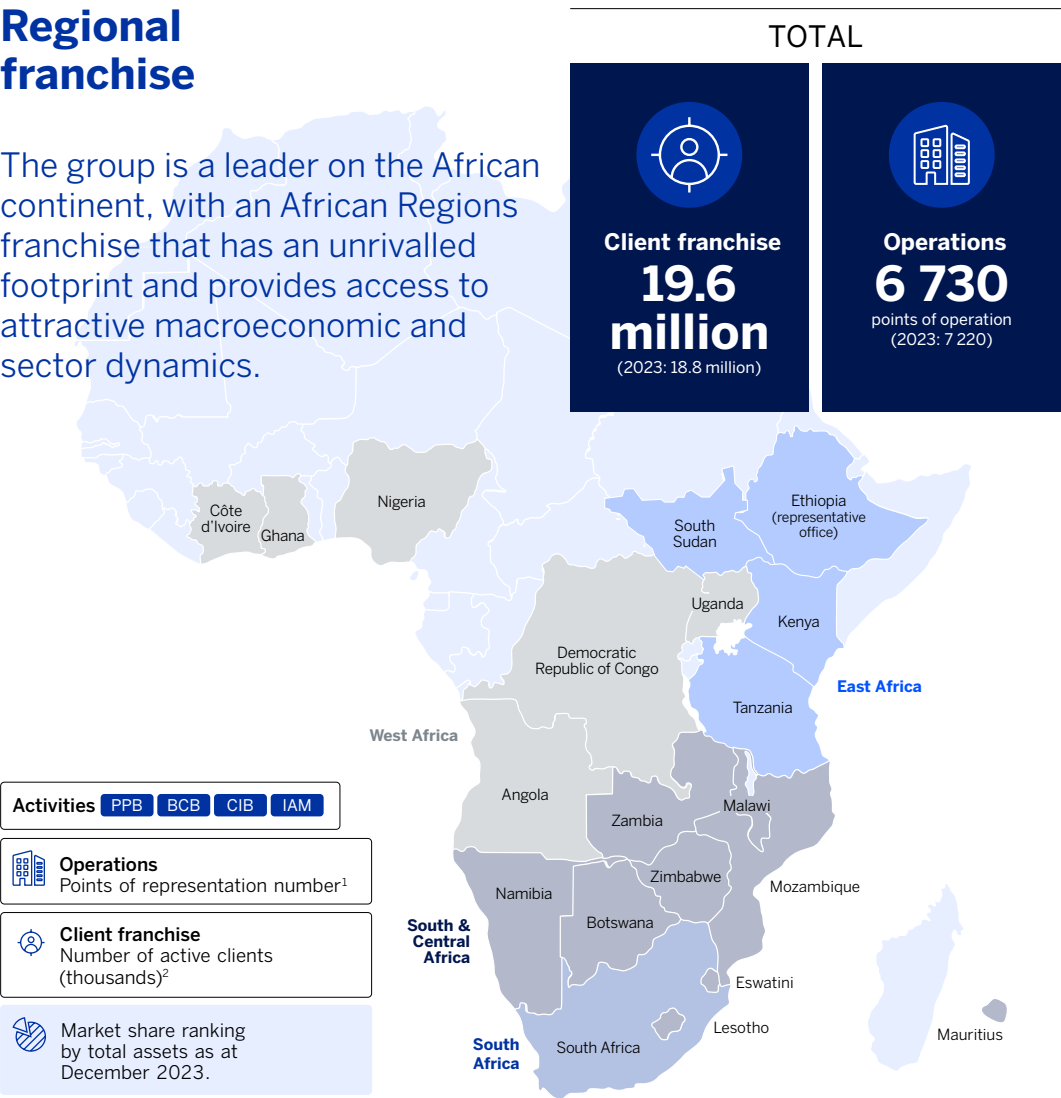 Regional
franchise
The group is a leader on the African
continent, with an African Regions
franchise that has an unrivalled
footprint and provides access to
attractive macroeconomic and
sector dynamics.
TOTAL
Client franchise
19.6
million
(2023: 18.8 million)
Operations
6 730
points of operation
(2023: 7 220)
Côte
d'Ivoire
Ghana
Nigeria
South
Sudan
Ethiopia
(representative
office)
Uganda
Kenya
Democratic
Republic of Congo
Tanzania
East Africa
West Africa
Angola
Zambia
Malawi
Namibia
Zimbabwe
Mozambique
Botswana
South &
Central
Africa
Eswatini
Lesotho
Mauritius
South
Africa
South Africa
Activities PPB BCB CIB IAM
Operations
Points of representation number1
Client franchise
Number of active clients
(thousands)2
Market share ranking
by total assets as at
December 2023.